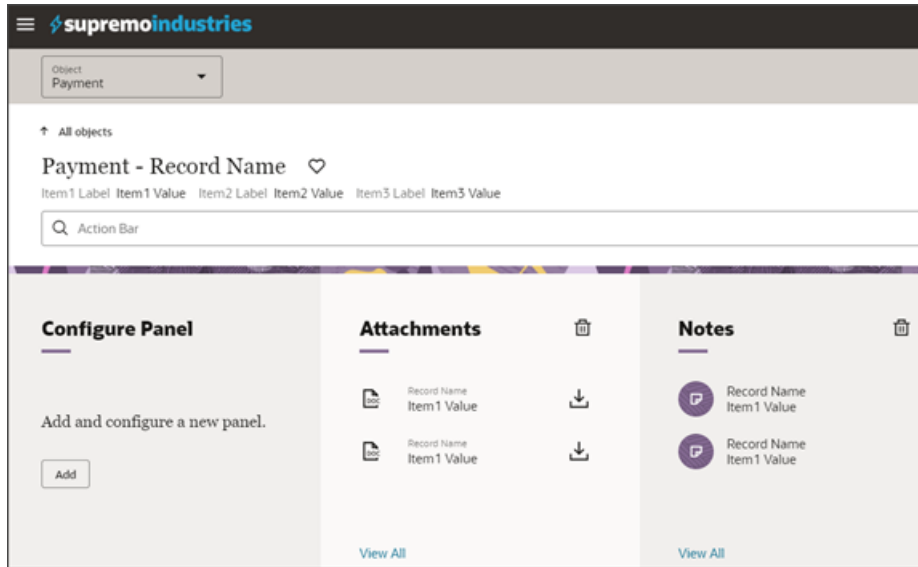 supremoindustries
Object
Payment
All objects
Payment - Record Name
Item1 Label Item1 Value Item2 Label Item2 Value Item3 Label Item3 Value
Action Bar
Configure Panel
Add and configure a new panel.
Add
Attachments
DOC
Record Name
Item1 Value
DOC
Record Name
Item1 Value
View All
Notes
Record Name
Item1 Value
Record Name
Item1 Value
View All